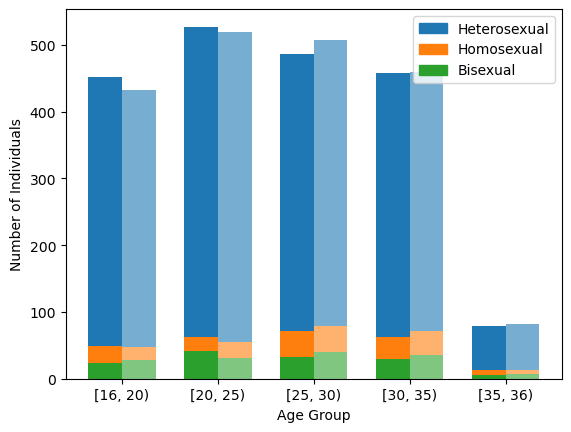 Heterosexual
Homosexual
Bisexual
Number of Individuals
500
400
300
200
100
0
[16, 20)
[20, 25)
[25, 30)
[30, 35)
[35, 36)
Age Group